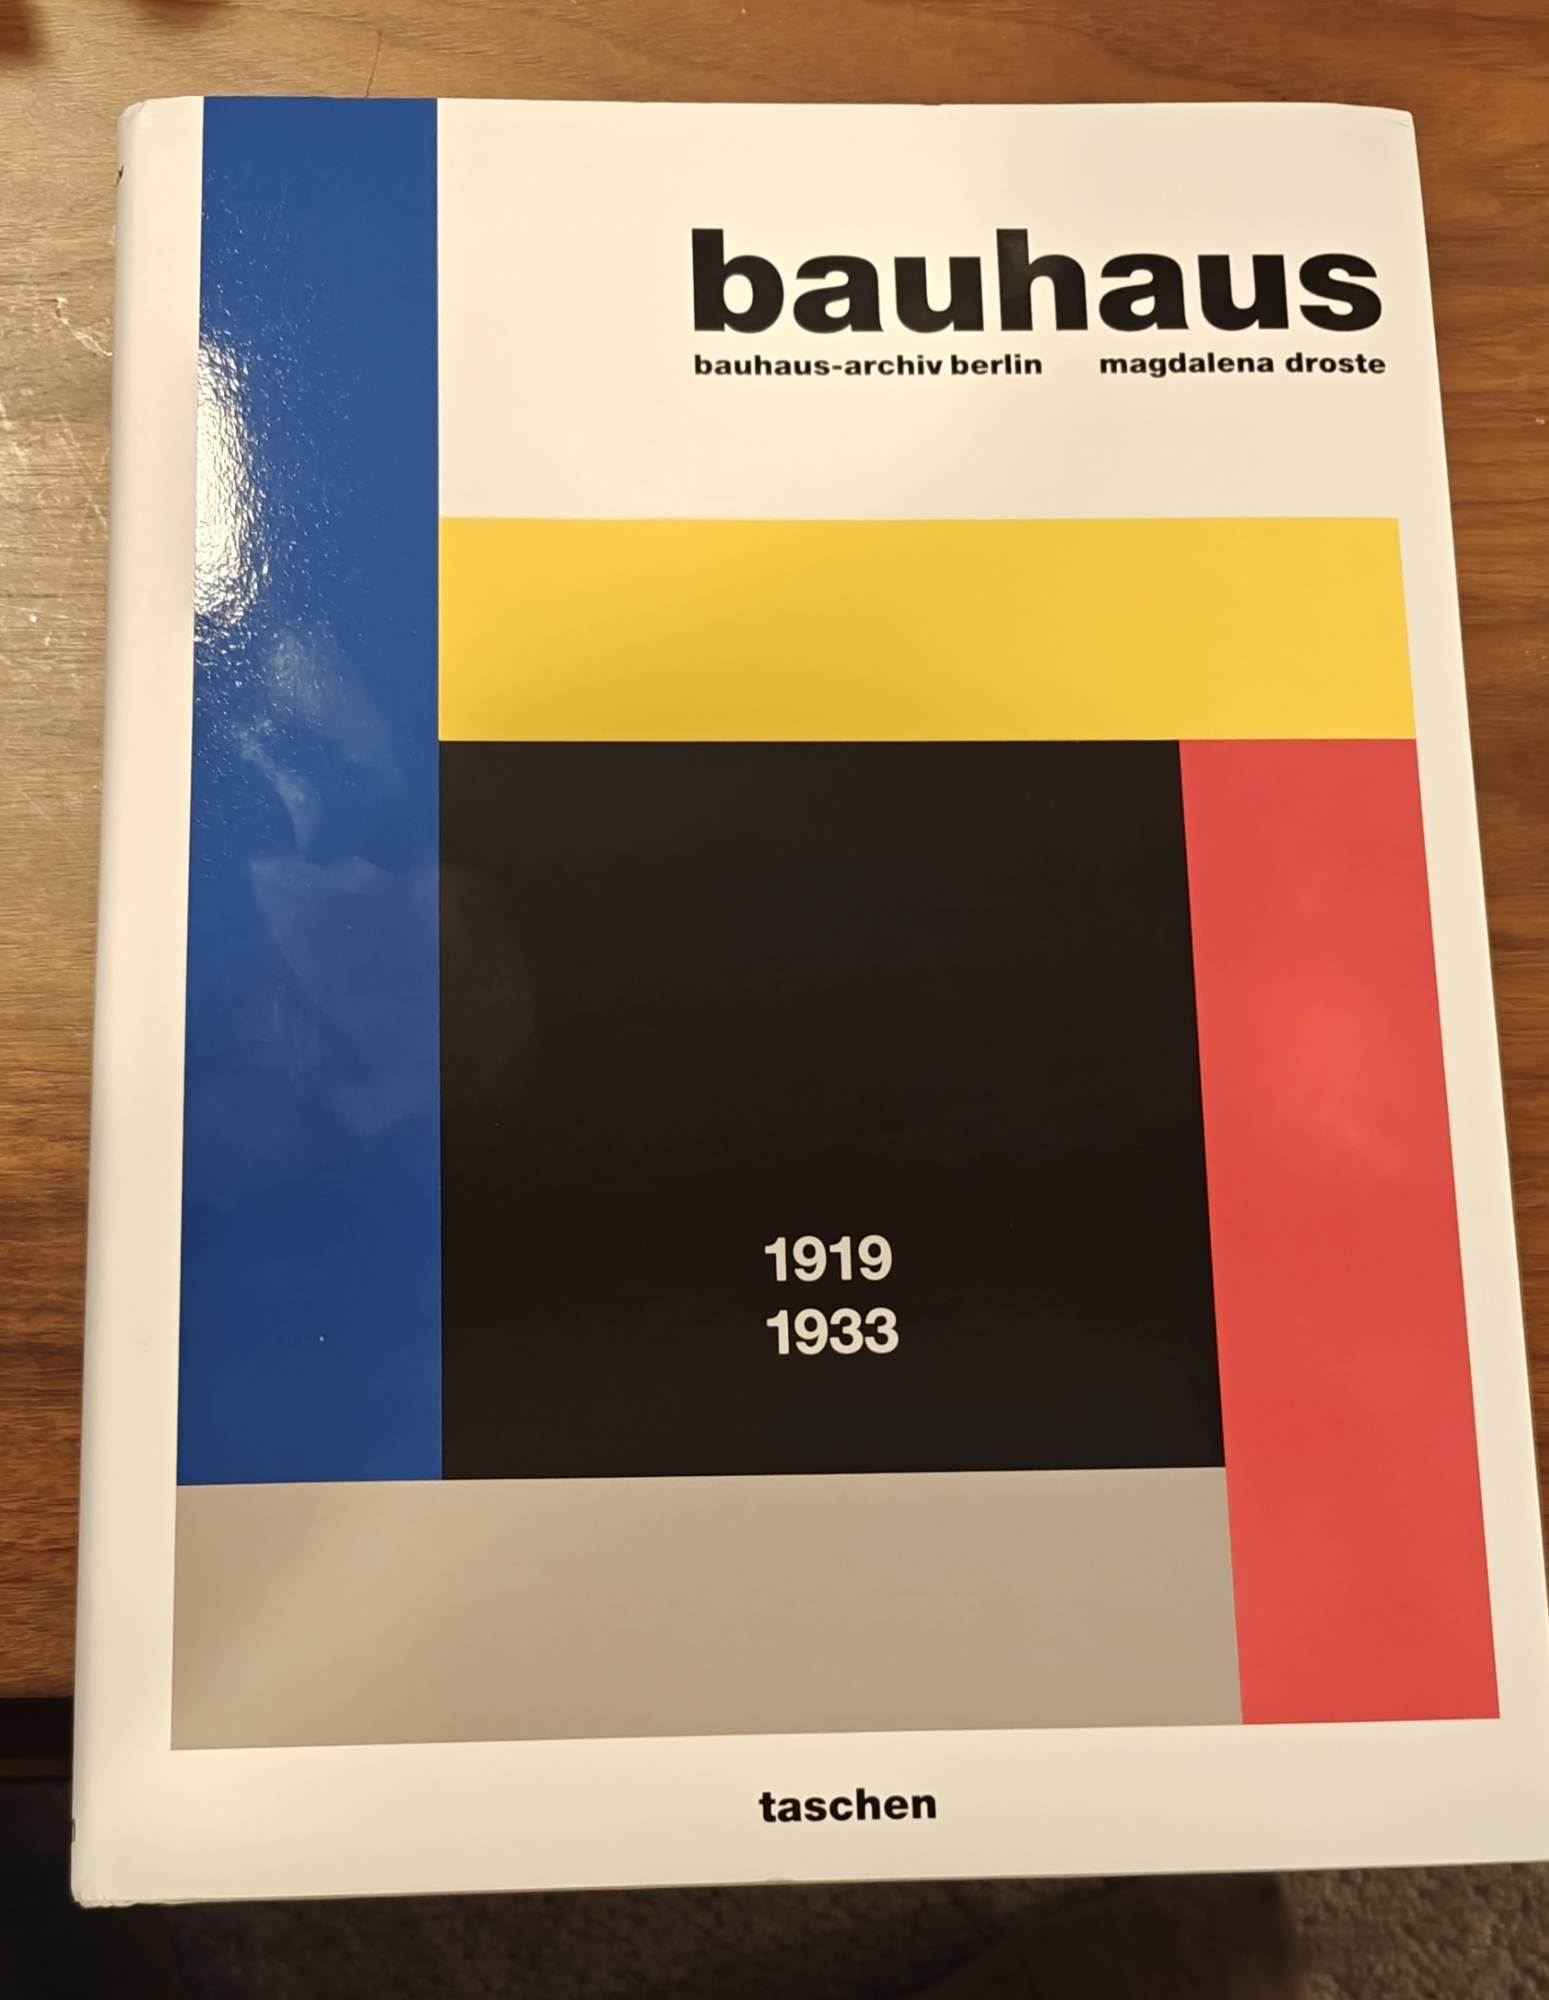 bauhaus
bauhaus-archiv berlin magdalena droste
1919
1933
taschen